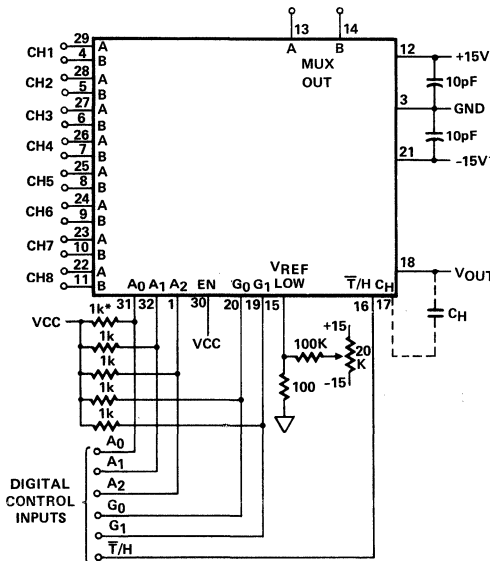 13 14
A B
MUX
OUT
CH1 29 A
4 B
CH2 28 A
5 B
CH3 27 A
6 B
CH4 26 A
7 B
CH5 25 A
8 B
CH6 24 A
9 B
CH7 23 A
10 B
CH8 22 A
11 B
12 +15V
10pF
3 GND
10pF
21 -15V
18 VOUT
CH
A0 A1 A2 EN G0 G1 VREF LOW T̅/H CH
31 32 1 30 20 19 15 16 17
VCC 1k*
1k
1k
1k
1k
VCC
100K
+15
20
K
-15
100
DIGITAL
CONTROL
INPUTS
A0
A1
A2
G0
G1
T̅/H